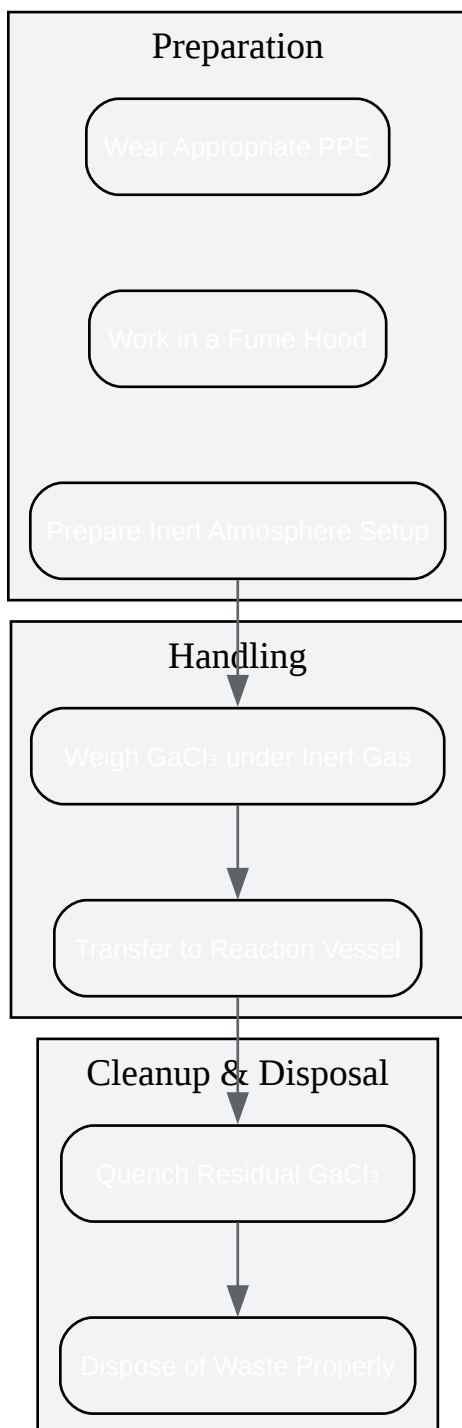 Preparation
Wear Appropriate PPE
Work in a Fume Hood
Prepare Inert Atmosphere Setup
Handling
Weigh GaCl₃ under Inert Gas
Transfer to Reaction Vessel
Cleanup & Disposal
Quench Residual GaCl₃
Dispose of Waste Properly